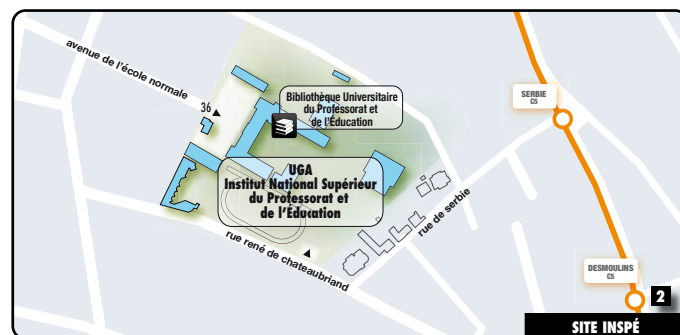 avenue de l'école normale
36
Bibliothèque Universitaire
du Professorat et
de l'Éducation
SERBIE
C5
UGA
Institut National Supérieur
du Professorat et
de l'Éducation
rue de serbie
rue rené de chateaubriand
DESMOULINS
C5
2
SITE INSPÉ